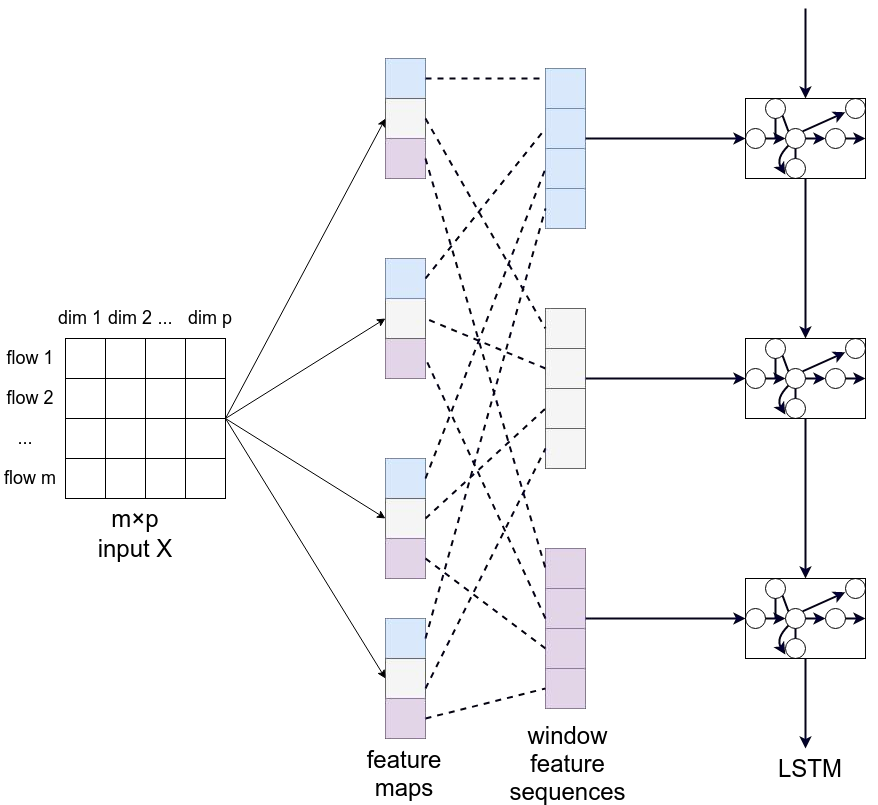 dim 1 dim 2 ... dim p
flow 1
flow 2
...
flow m
m×p
input X
feature
maps
window
feature
sequences
LSTM